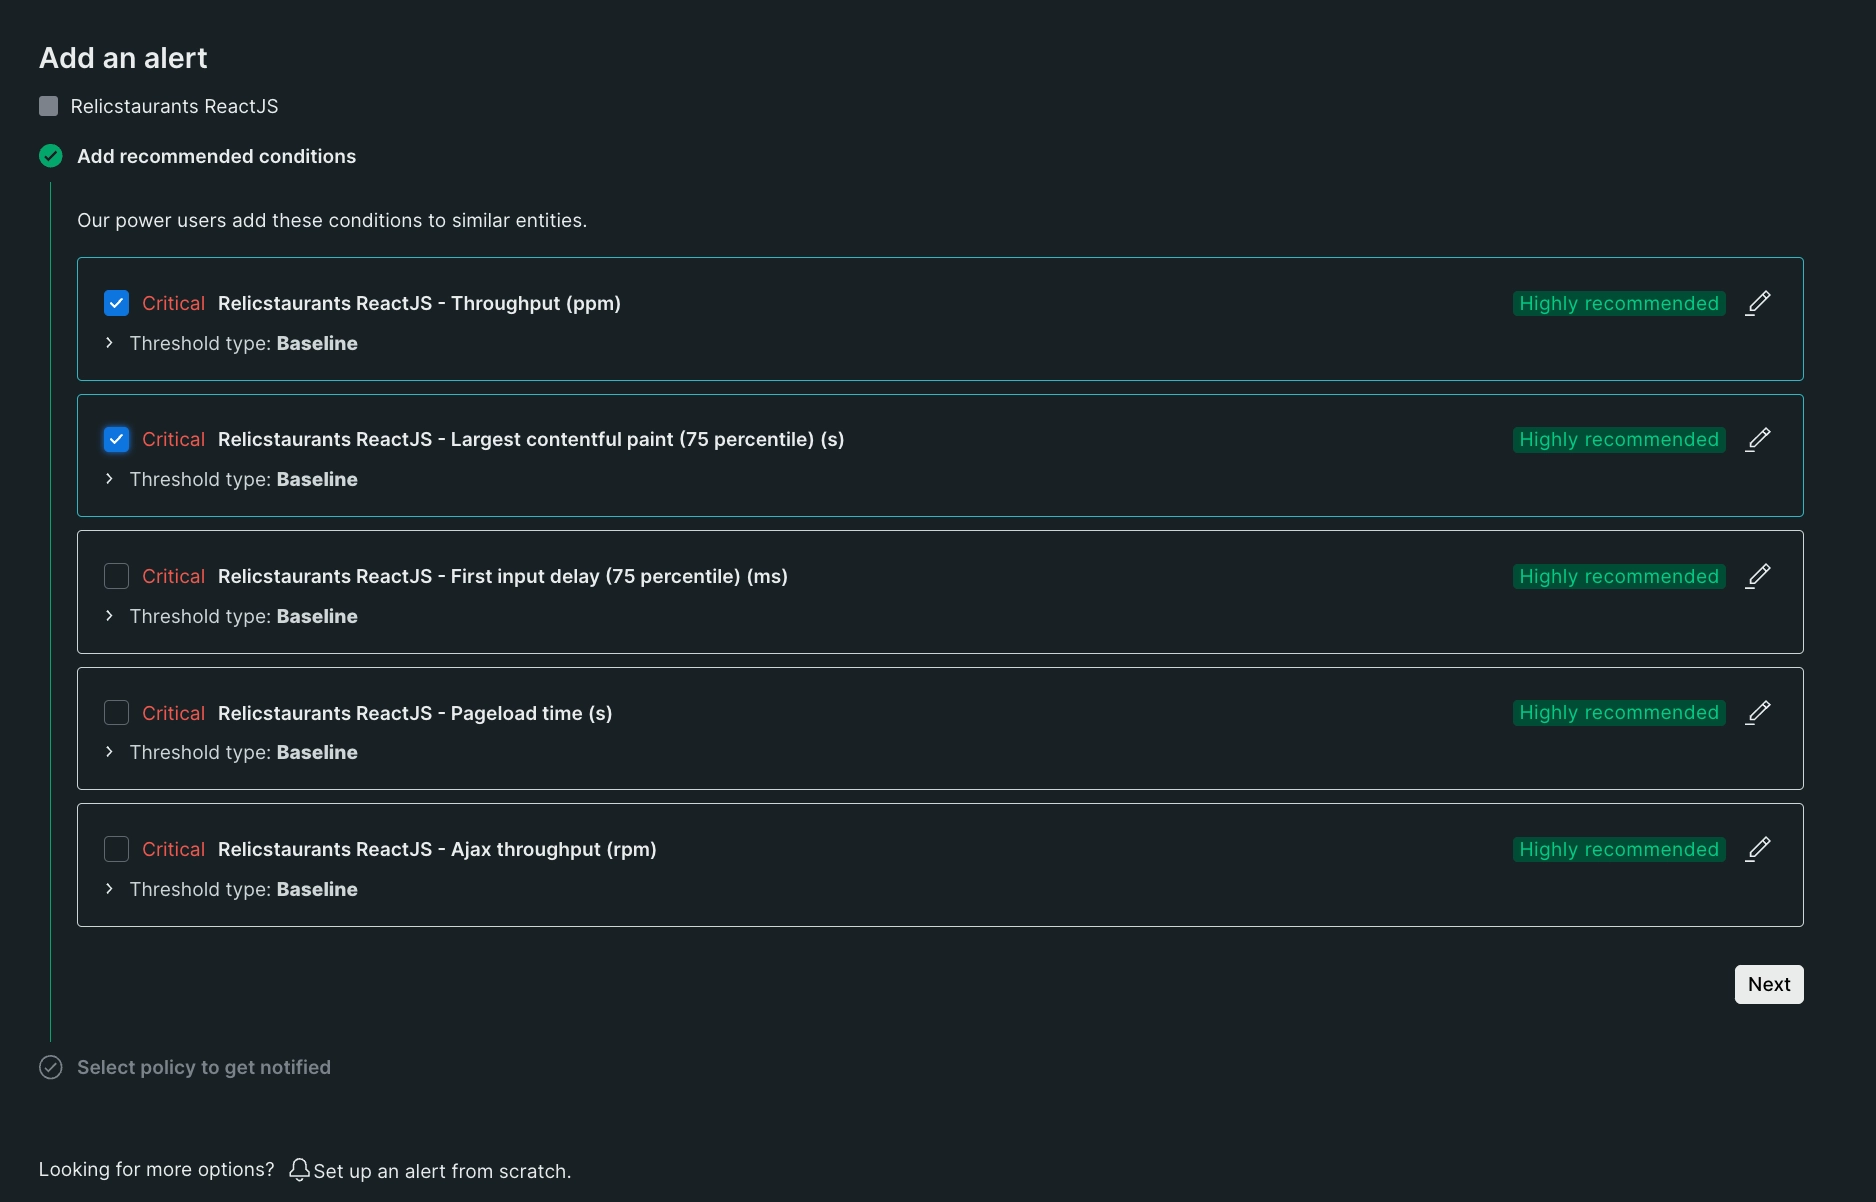 Add an alert
Relicstaurants ReactJS
Add recommended conditions
Our power users add these conditions to similar entities.
Critical Relicstaurants ReactJS - Throughput (ppm) Highly recommended
Threshold type: Baseline
Critical Relicstaurants ReactJS - Largest contentful paint (75 percentile) (s) Highly recommended
Threshold type: Baseline
Critical Relicstaurants ReactJS - First input delay (75 percentile) (ms) Highly recommended
Threshold type: Baseline
Critical Relicstaurants ReactJS - Pageload time (s) Highly recommended
Threshold type: Baseline
Critical Relicstaurants ReactJS - Ajax throughput (rpm) Highly recommended
Threshold type: Baseline
Next
Select policy to get notified
Looking for more options? Set up an alert from scratch.